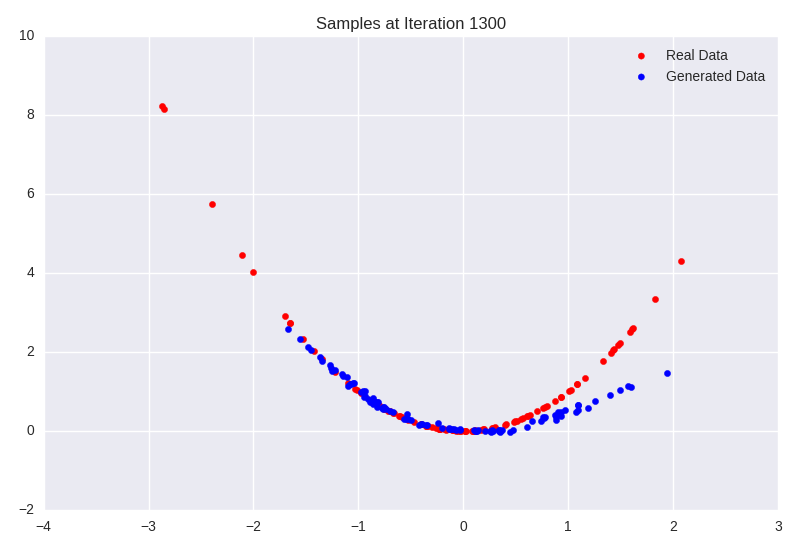 Samples at Iteration 1300
10
8
6
4
2
0
−2
−4 −3 −2 −1 0 1 2 3
Real Data
Generated Data